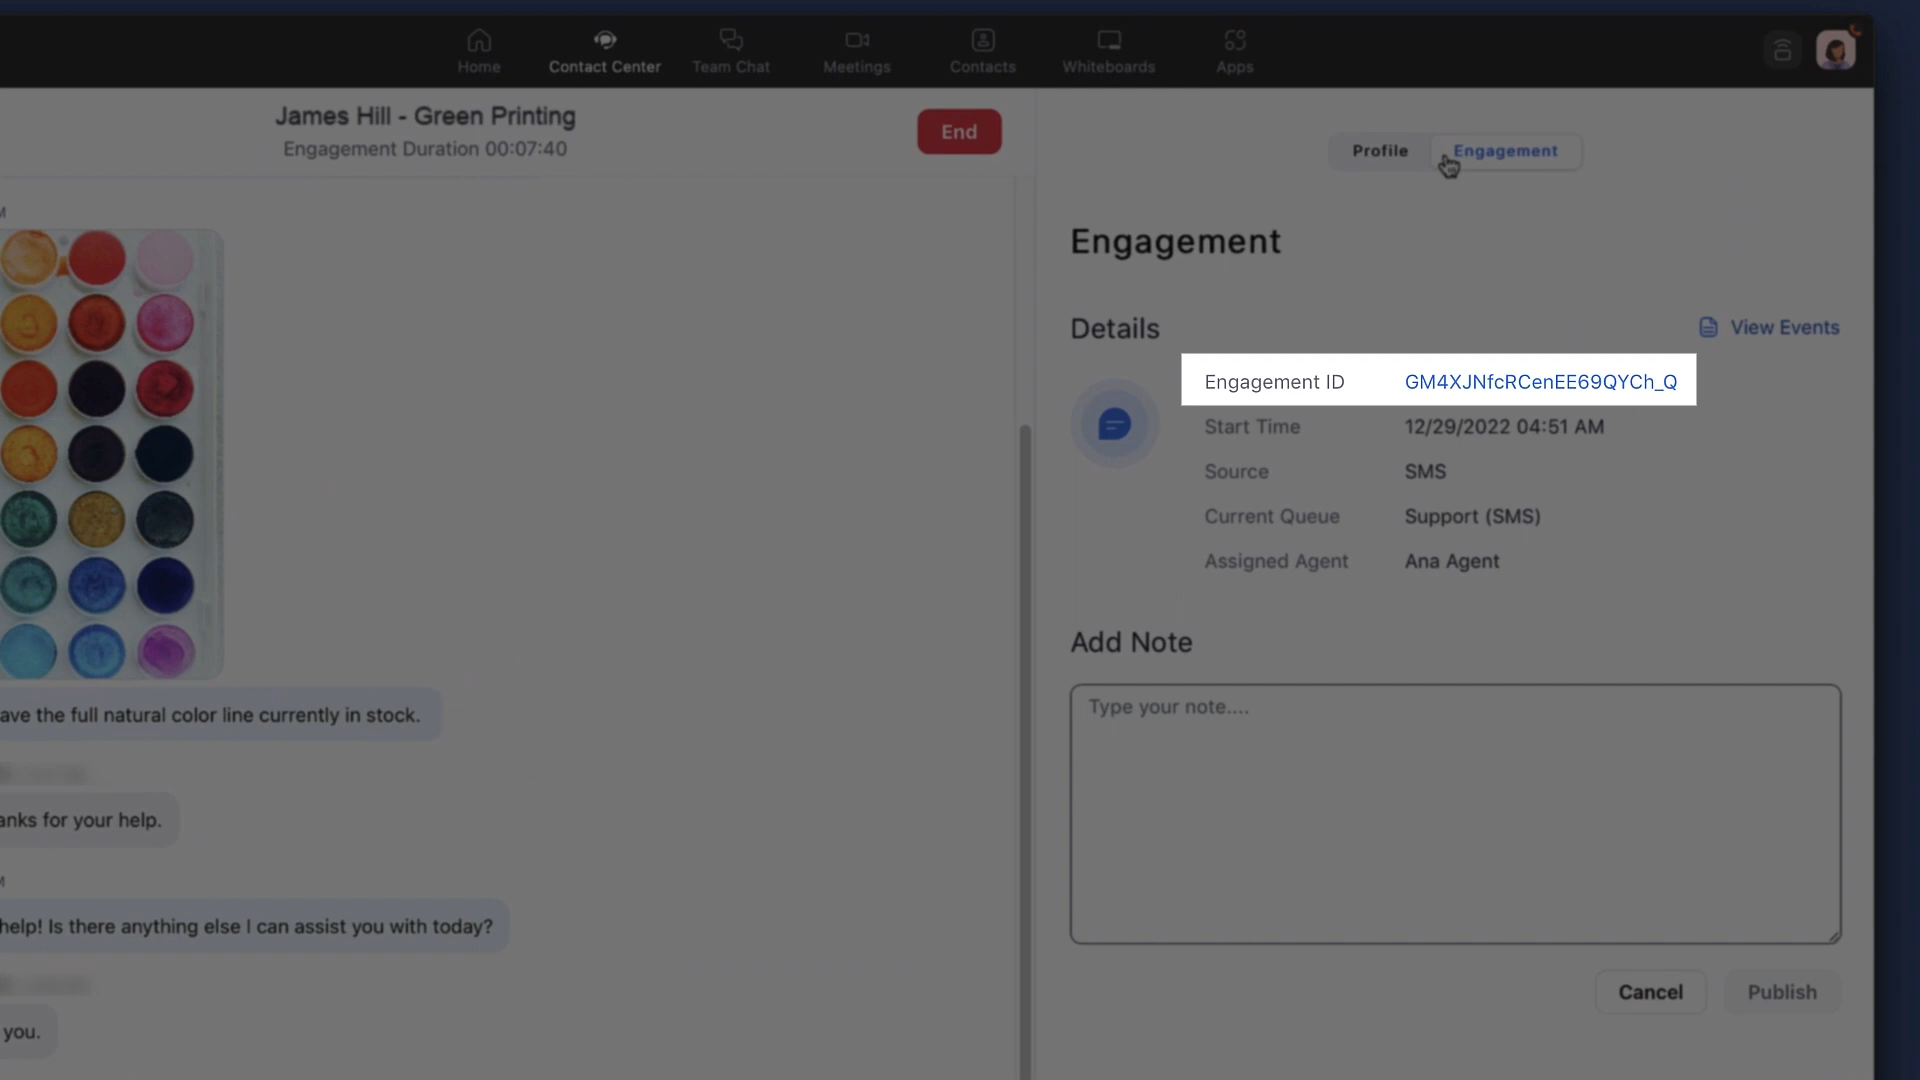 Home
Contact Center
Team Chat
Meetings
Contacts
Whiteboards
Apps
James Hill - Green Printing
Engagement Duration 00:07:40
End
M
ave the full natural color line currently in stock.
anks for your help.
M
help! Is there anything else I can assist you with today?
you.
Profile
Engagement
Engagement
Details
View Events
Engagement ID GM4XJNfcRCenEE69QYCh_Q
Start Time 12/29/2022 04:51 AM
Source SMS
Current Queue Support (SMS)
Assigned Agent Ana Agent
Add Note
Type your note....
Cancel
Publish